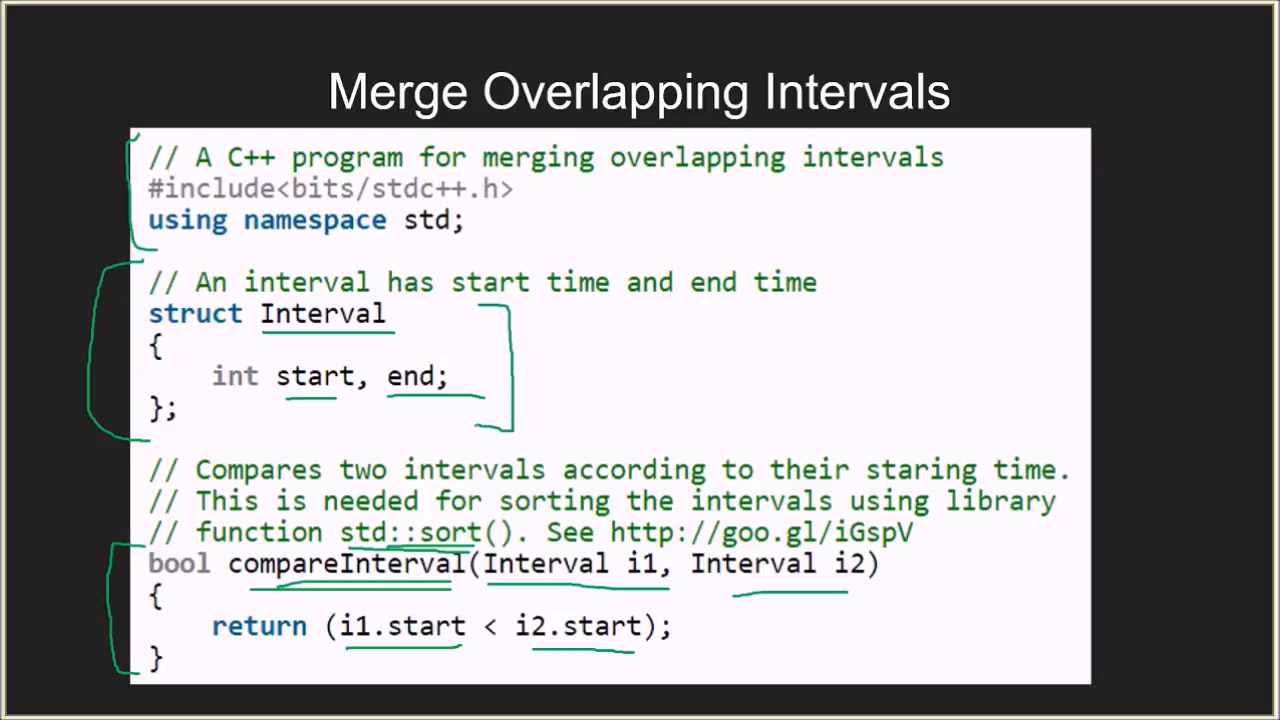 Merge Overlapping Intervals
// A C++ program for merging overlapping intervals
#include<bits/stdc++.h>
using namespace std;
// An interval has start time and end time
struct Interval
{
    int start, end;
};
// Compares two intervals according to their staring time.
// This is needed for sorting the intervals using library
// function std::sort(). See http://goo.gl/iGspV
bool compareInterval(Interval i1, Interval i2)
{
    return (i1.start < i2.start);
}